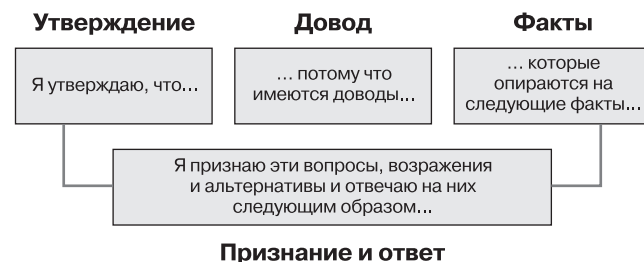 Утверждение
Довод
Факты
Я утверждаю, что...
... потому что
имеются доводы...
... которые
опираются на
следующие факты...
Я признаю эти вопросы, возражения
и альтернативы и отвечаю на них
следующим образом...
Признание и ответ